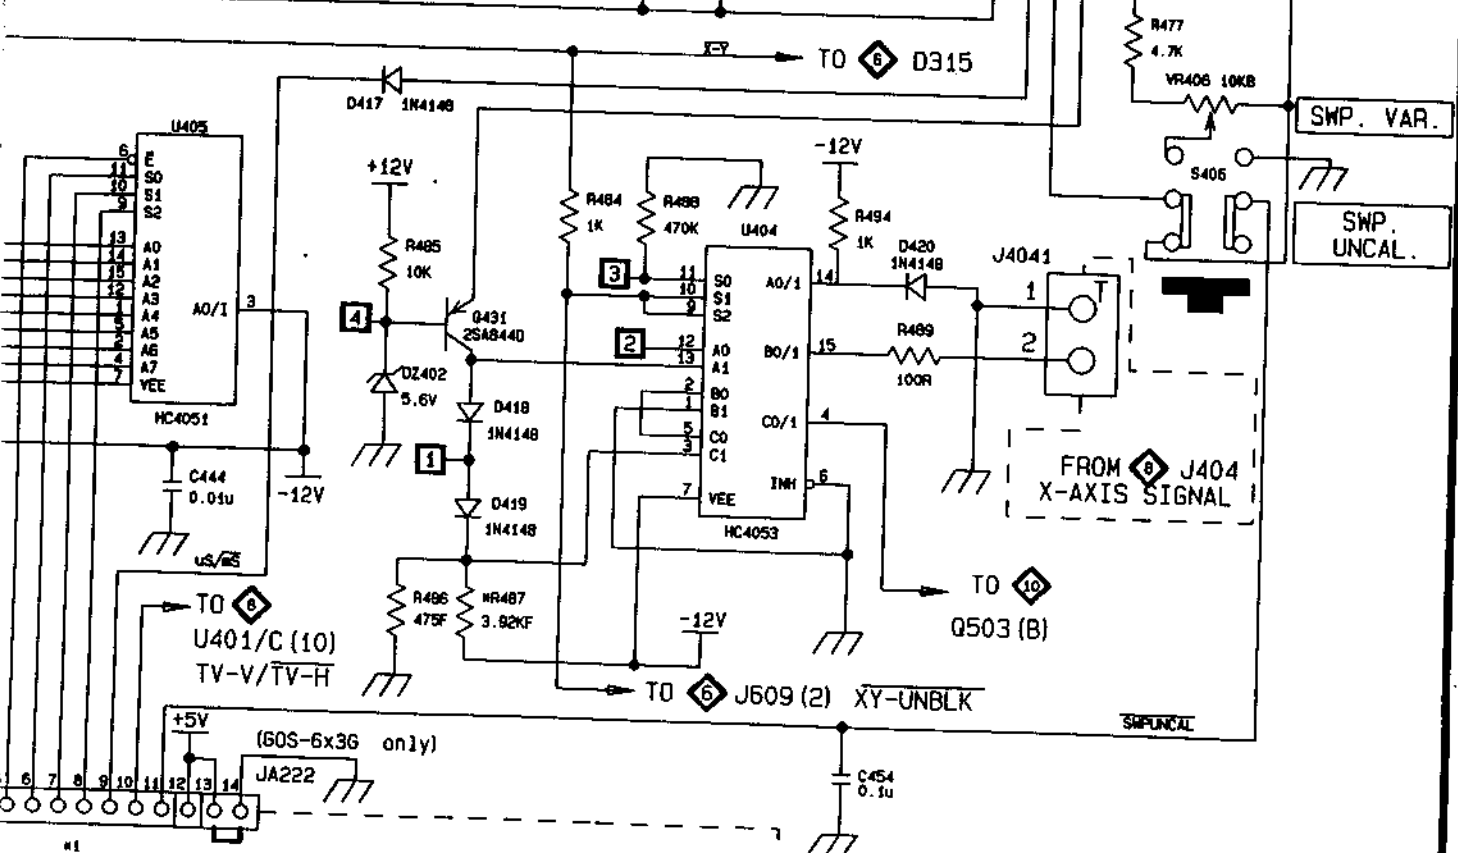 R477
4.7K
X-Y
TO 6 D315
VR406 10KB
D417 1N4148
SWP. VAR.
U405
6 E
11 S0
10 S1
9 S2
13 A0
14 A1
15 A2
12 A3
A4
A5
A6
4 A7
7 VEE
A0/I 3
HC4051
+12V
-12V
S406
R484
1K
R488
470K
R494
1K
SWP.
UNCAL.
R485
10K
U404
D420
1N4148
J4041
3
11 S0
10 S1
9 S2
A0/1 14
1
T
4
Q431
2SA844D
2
12 A0
13 A1
B0/1 15
R489
100R
2
DZ402
5.6V
2 B0
1 B1
5 C0
3 C1
C0/1 4
D418
1N4148
1
INH 6
7 VEE
HC4053
FROM 8 J404
X-AXIS SIGNAL
C444
0.01u
-12V
D419
1N4148
uS/mS
TO 8
U401/C (10)
TV-V/TV-H
R486
475F
*R487
3.92KF
-12V
TO 10
Q503 (B)
TO 6 J609 (2) XY-UNBLK
SWPUNCAL
+5V
(GOS-6x3G only)
JA222
C454
0.1u
6 7 8 9 10 11 12 13 14
*1